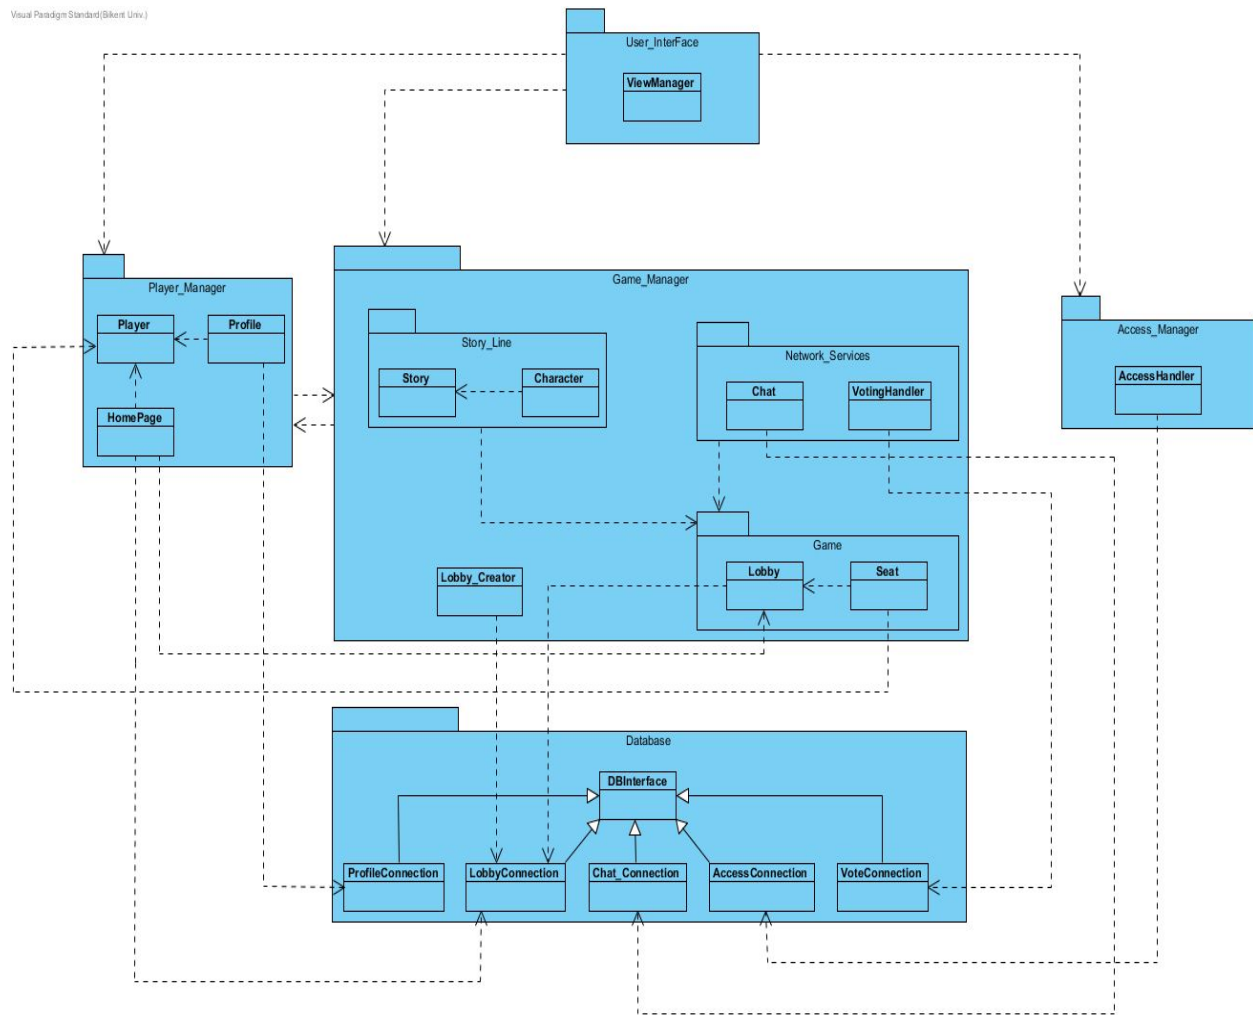 Visual Paradigm Standard(Bilkent Univ.)
User_InterFace
ViewManager
Player_Manager
Player
Profile
HomePage
Game_Manager
Story_Line
Story
Character
Network_Services
Chat
VotingHandler
Access_Manager
AccessHandler
Game
Lobby
Seat
Lobby_Creator
Database
DBInterface
ProfileConnection
LobbyConnection
Chat_Connection
AccessConnection
VoteConnection